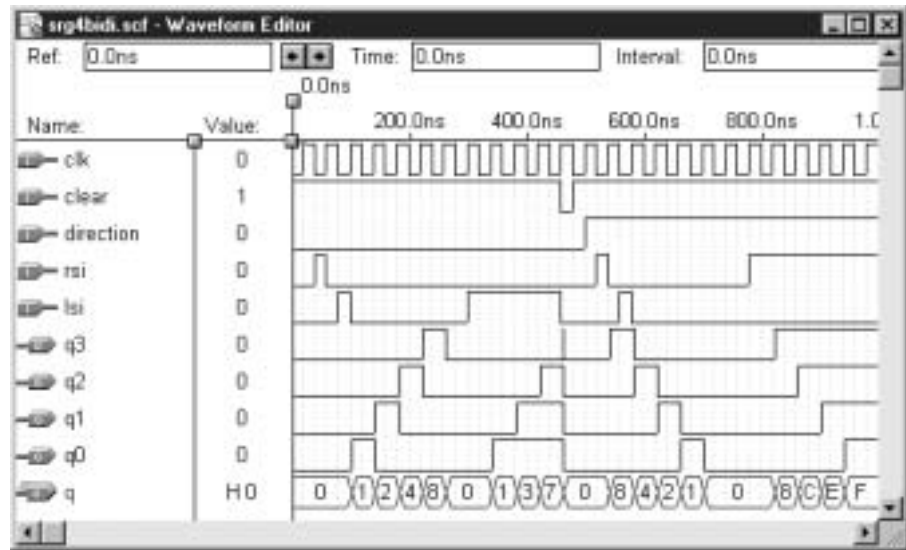 srg4bidi.scf - Waveform Editor
Ref: 0.0ns Time: 0.0ns Interval: 0.0ns
0.0ns
Name: Value: 200.0ns 400.0ns 600.0ns 800.0ns 1.0
clk 0
clear 1
direction 0
rsi 0
lsi 0
q3 0
q2 0
q1 0
q0 0
q H0 0 1 2 4 8 0 1 3 7 0 8 4 2 1 0 8 C E F